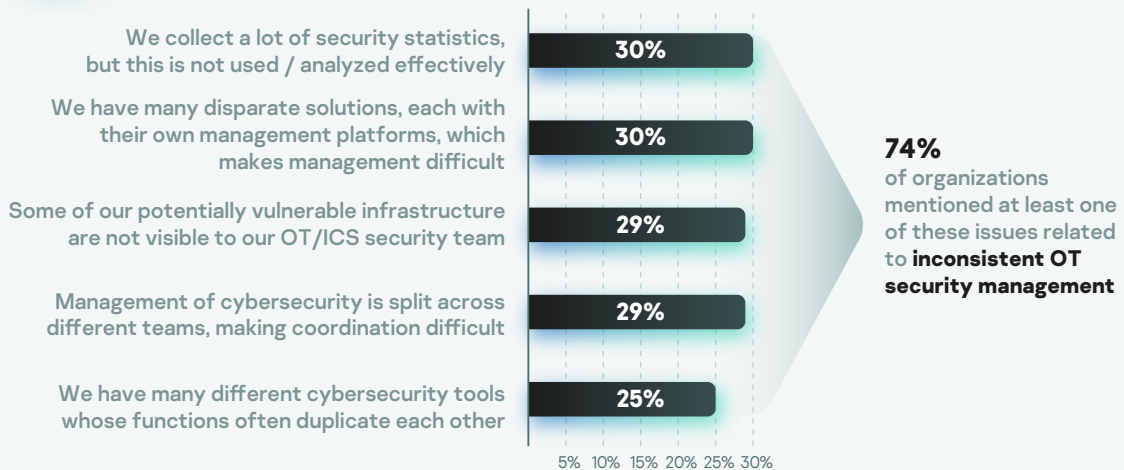 We collect a lot of security statistics,
but this is not used / analyzed effectively
30%
We have many disparate solutions, each with
their own management platforms, which
makes management difficult
30%
Some of our potentially vulnerable infrastructure
are not visible to our OT/ICS security team
29%
Management of cybersecurity is split across
different teams, making coordination difficult
29%
We have many different cybersecurity tools
whose functions often duplicate each other
25%
5% 10% 15% 20% 25% 30%
74%
of organizations
mentioned at least one
of these issues related
to inconsistent OT
security management